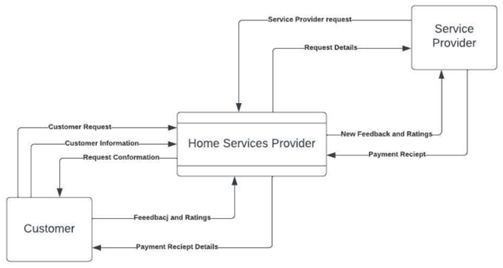 Service Provider request
Service
Provider
Request Details
Customer Request
New Feedback and Ratings
Home Services Provider
Customer Information
Payment Reciept
Request Conformation
Feeedbacj and Ratings
Customer
Payment Reciept Details